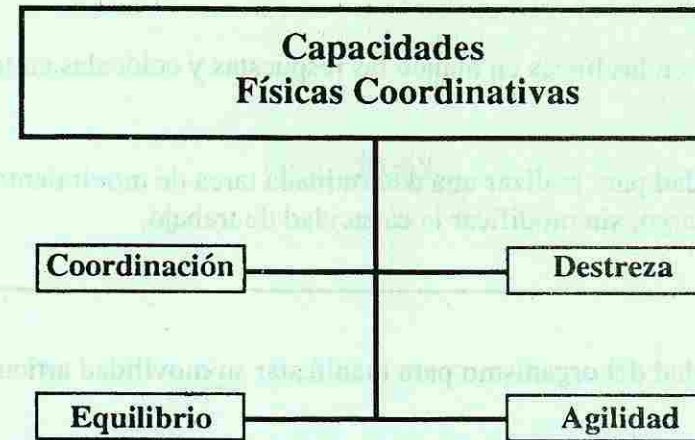 Capacidades
Físicas Coordinativas
Coordinación
Destreza
Equilibrio
Agilidad